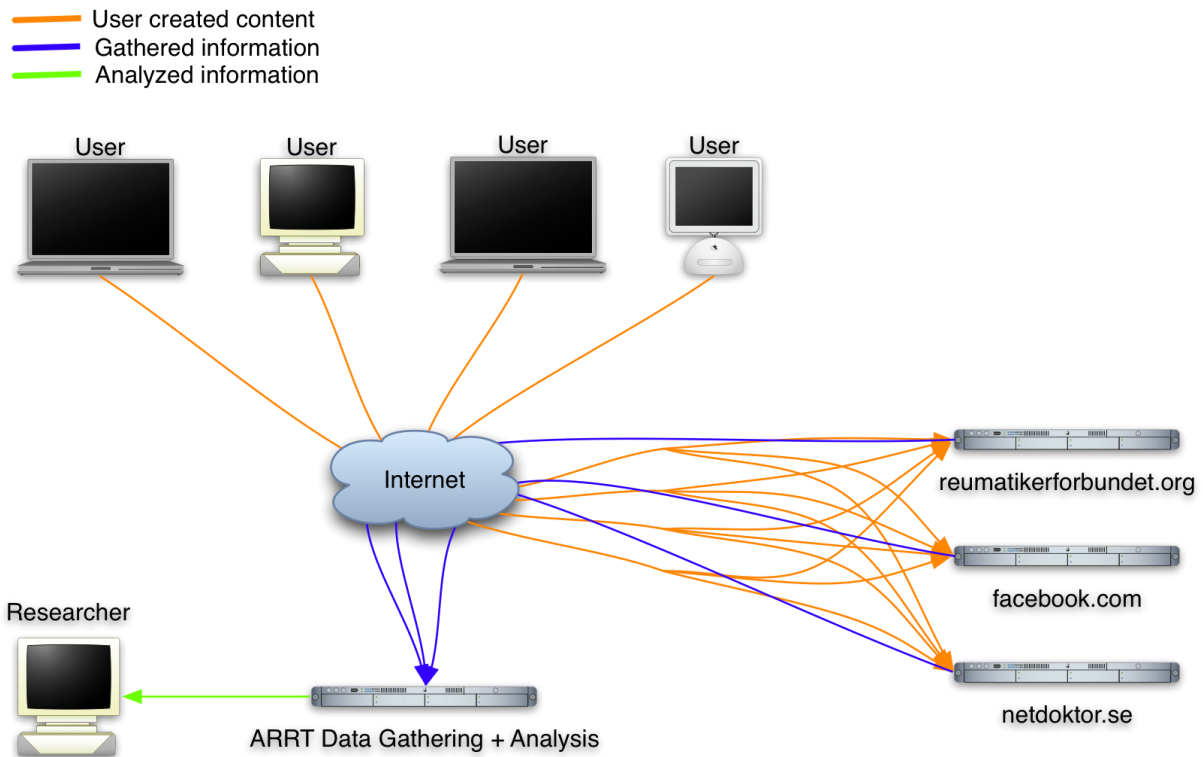 User created content
Gathered information
Analyzed information
User
User
User
User
Internet
reumatikerforbundet.org
facebook.com
netdoktor.se
Researcher
ARRT Data Gathering + Analysis